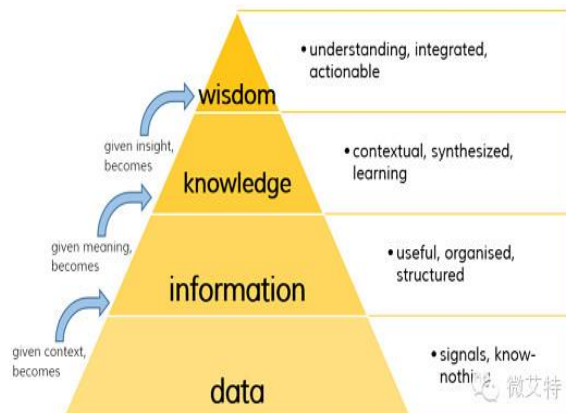 • understanding, integrated,
actionable
wisdom
given insight,
becomes
• contextual, synthesized,
learning
knowledge
given meaning,
becomes
• useful, organised,
structured
information
given context,
becomes
• signals, know-
nothing
data
微艾特